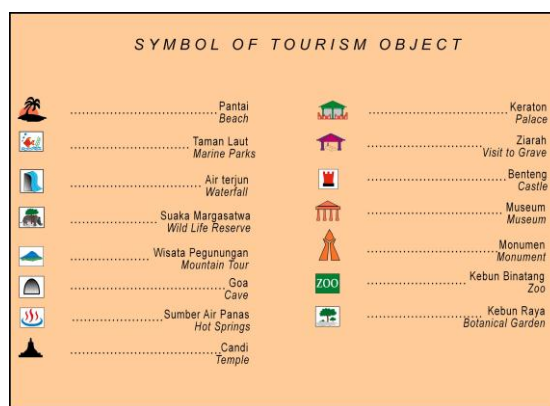 SYMBOL OF TOURISM OBJECT
Pantai
Beach
Taman Laut
Marine Parks
Air terjun
Waterfall
Suaka Margasatwa
Wild Life Reserve
Wisata Pegunungan
Mountain Tour
Goa
Cave
Sumber Air Panas
Hot Springs
Candi
Temple
Keraton
Palace
Ziarah
Visit to Grave
Benteng
Castle
Museum
Museum
Monumen
Monument
ZOO
Kebun Binatang
Zoo
Kebun Raya
Botanical Garden